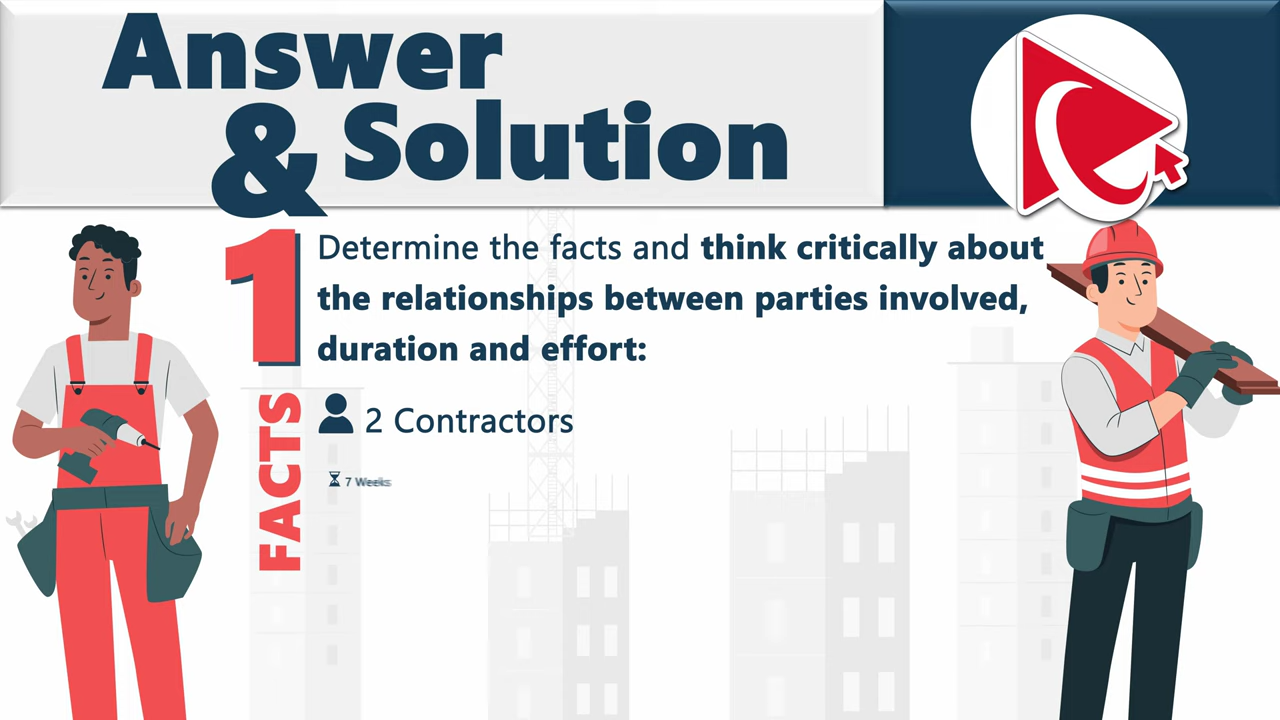 Answer
& Solution
1
Determine the facts and think critically about
the relationships between parties involved,
duration and effort:
FACTS
2 Contractors
7 Weeks